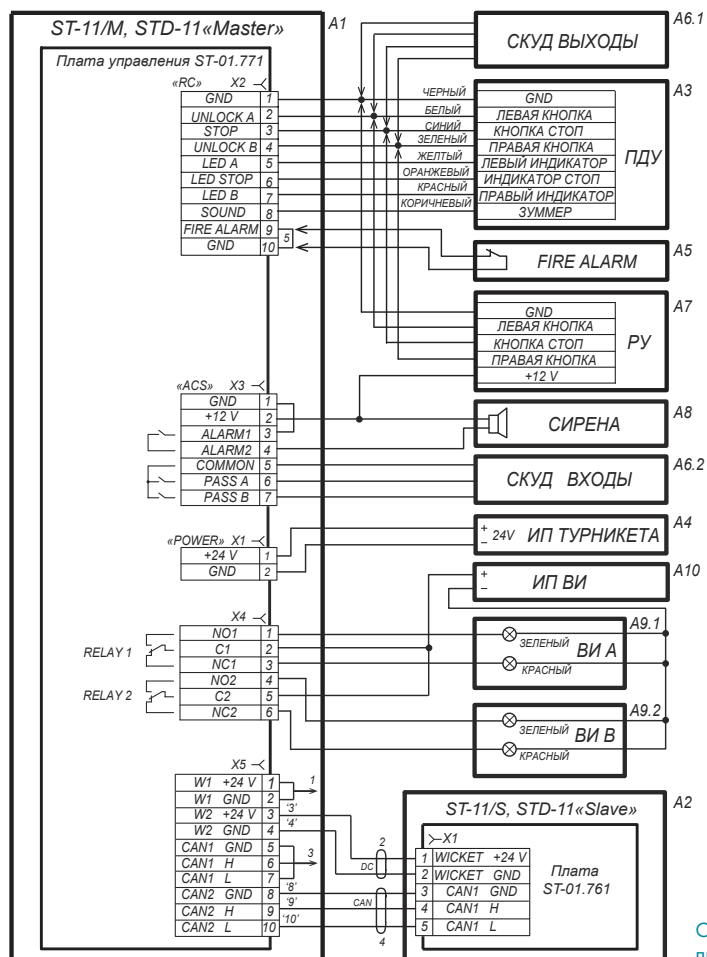 ST-11/M, STD-11«Master»
A1
Плата управления ST-01.771
«RC» X2
GND 1
UNLOCK A 2
STOP 3
UNLOCK B 4
LED A 5
LED STOP 6
LED B 7
SOUND 8
FIRE ALARM 9
GND 10
5
ЧЕРНЫЙ
БЕЛЫЙ
СИНИЙ
ЗЕЛЕНЫЙ
ЖЕЛТЫЙ
ОРАНЖЕВЫЙ
КРАСНЫЙ
КОРИЧНЕВЫЙ
СКУД ВЫХОДЫ
A6.1
GND
ЛЕВАЯ КНОПКА
КНОПКА СТОП
ПРАВАЯ КНОПКА
ЛЕВЫЙ ИНДИКАТОР
ИНДИКАТОР СТОП
ПРАВЫЙ ИНДИКАТОР
ЗУММЕР
ПДУ
A3
FIRE ALARM
A5
GND
ЛЕВАЯ КНОПКА
КНОПКА СТОП
ПРАВАЯ КНОПКА
+12 V
РУ
A7
«ACS» X3
GND 1
+12 V 2
ALARM1 3
ALARM2 4
COMMON 5
PASS A 6
PASS B 7
СИРЕНА
A8
СКУД ВХОДЫ
A6.2
«POWER» X1
+24 V 1
GND 2
+
–
24V ИП ТУРНИКЕТА
A4
+
–
ИП ВИ
A10
X4
RELAY 1
NO1 1
C1 2
NC1 3
RELAY 2
NO2 4
C2 5
NC2 6
ЗЕЛЕНЫЙ
КРАСНЫЙ
ВИ А
A9.1
ЗЕЛЕНЫЙ
КРАСНЫЙ
ВИ В
A9.2
X5
W1 +24 V 1
W1 GND 2
W2 +24 V 3
W2 GND 4
CAN1 GND 5
CAN1 H 6
CAN1 L 7
CAN2 GND 8
CAN2 H 9
CAN2 L 10
1
'3'
'4'
3
'8'
'9'
'10'
2
DC
CAN
4
ST-11/S, STD-11«Slave»
A2
X1
1 WICKET +24 V
2 WICKET GND
3 CAN1 GND
4 CAN1 H
5 CAN1 L
Плата
ST-01.761